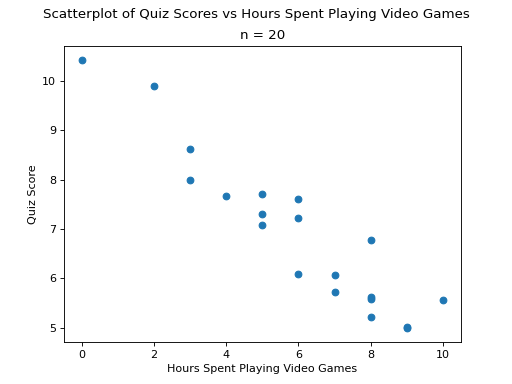 Scatterplot of Quiz Scores vs Hours Spent Playing Video Games
n = 20
10
9
8
7
6
5
Quiz Score
0 2 4 6 8 10
Hours Spent Playing Video Games